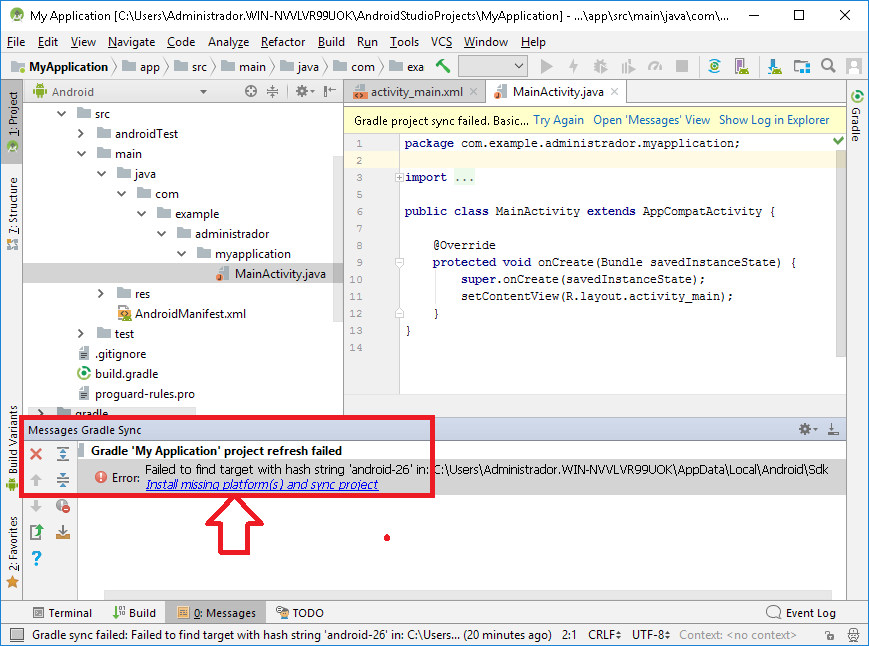 My Application [C:\Users\Administrador.WIN-NVVLVR99UOK\AndroidStudioProjects\MyApplication] - ...\app\src\main\java\com\...
File Edit View Navigate Code Analyze Refactor Build Run Tools VCS Window Help
MyApplication app src main java com exa
1: Project
7: Structure
Build Variants
2: Favorites
Android
src
androidTest
main
java
com
example
administrador
myapplication
MainActivity.java
res
AndroidManifest.xml
test
.gitignore
build.gradle
proguard-rules.pro
gradle
activity_main.xml MainActivity.java
Gradle project sync failed. Basic... Try Again Open 'Messages' View Show Log in Explorer
1 package com.example.administrador.myapplication;
2
3 import ...
5
6 public class MainActivity extends AppCompatActivity {
7
8 @Override
9 protected void onCreate(Bundle savedInstanceState) {
10 super.onCreate(savedInstanceState);
11 setContentView(R.layout.activity_main);
12 }
13 }
14
Gradle
Messages Gradle Sync
Gradle 'My Application' project refresh failed
Error: Failed to find target with hash string 'android-26' in: C:\Users\Administrador.WIN-NVVLVR99UOK\AppData\Local\Android\Sdk
Install missing platform(s) and sync project
?
Terminal Build 0: Messages TODO Event Log
Gradle sync failed: Failed to find target with hash string 'android-26' in: C:\Users... (20 minutes ago) 2:1 CRLF UTF-8 Context: <no context>